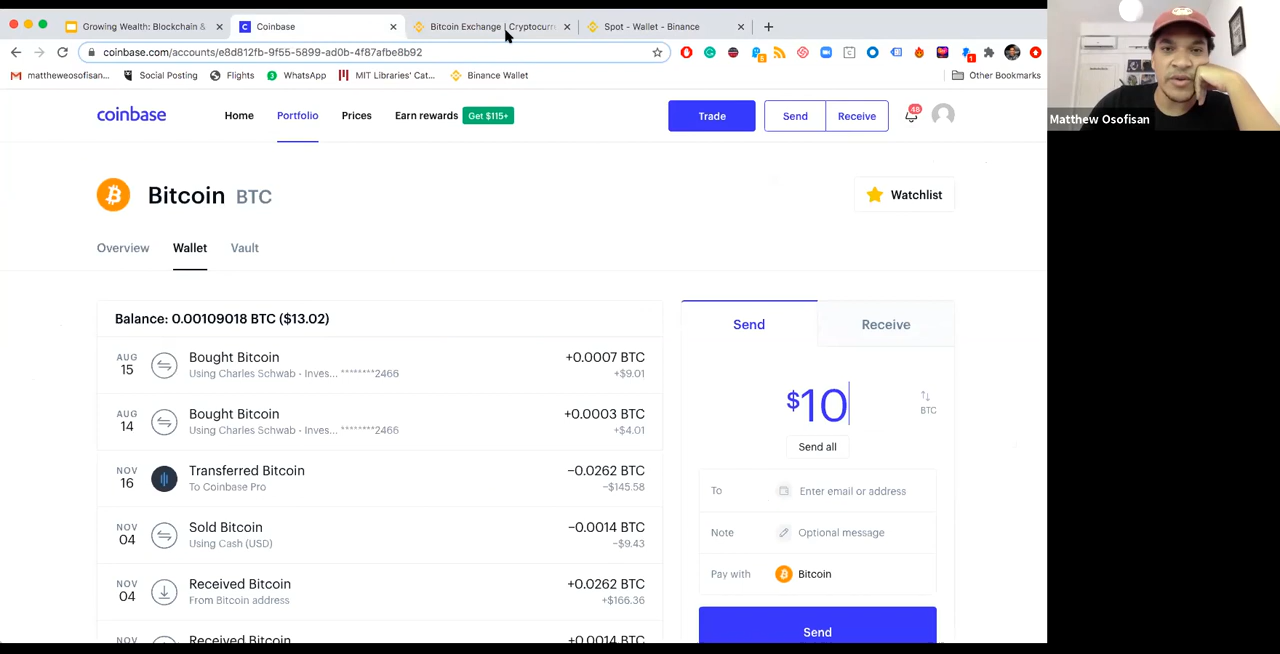 Growing Wealth: Blockchain &
Coinbase
Bitcoin Exchange | Cryptocurr
Spot - Wallet - Binance
coinbase.com/accounts/e8d812fb-9f55-5899-ad0b-4f87afbe8b92
mattheweosofisan...
Social Posting
Flights
WhatsApp
MIT Libraries' Cat...
Binance Wallet
Other Bookmarks
coinbase
Home
Portfolio
Prices
Earn rewards
Get $115+
Trade
Send
Receive
48
Matthew Osofisan
Bitcoin BTC
Watchlist
Overview
Wallet
Vault
Balance: 0.00109018 BTC ($13.02)
AUG 15
Bought Bitcoin
Using Charles Schwab - Inves... ********2466
+0.0007 BTC
+$9.01
AUG 14
Bought Bitcoin
Using Charles Schwab - Inves... ********2466
+0.0003 BTC
+$4.01
NOV 16
Transferred Bitcoin
To Coinbase Pro
−0.0262 BTC
−$145.58
NOV 04
Sold Bitcoin
Using Cash (USD)
−0.0014 BTC
−$9.43
NOV 04
Received Bitcoin
From Bitcoin address
+0.0262 BTC
+$166.36
NOV
Received Bitcoin
+0.0014 BTC
Send
Receive
$10
BTC
Send all
To
Enter email or address
Note
Optional message
Pay with
Bitcoin
Send